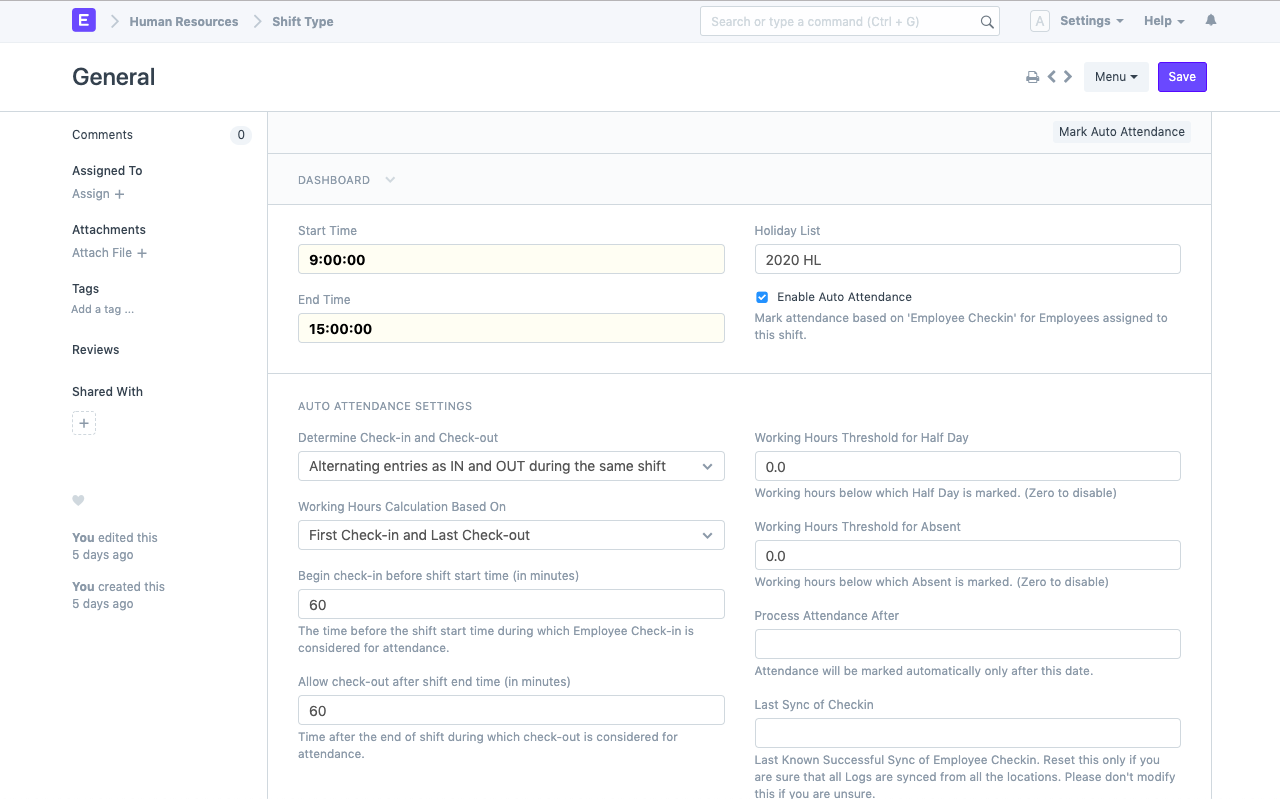 E
Human Resources
Shift Type
Search or type a command (Ctrl + G)
A
Settings
Help
General
Menu
Save
Comments
0
Assigned To
Assign +
Attachments
Attach File +
Tags
Add a tag ...
Reviews
Shared With
+
You edited this
5 days ago
You created this
5 days ago
Mark Auto Attendance
DASHBOARD
Start Time
9:00:00
End Time
15:00:00
Holiday List
2020 HL
Enable Auto Attendance
Mark attendance based on 'Employee Checkin' for Employees assigned to
this shift.
AUTO ATTENDANCE SETTINGS
Determine Check-in and Check-out
Alternating entries as IN and OUT during the same shift
Working Hours Calculation Based On
First Check-in and Last Check-out
Begin check-in before shift start time (in minutes)
60
The time before the shift start time during which Employee Check-in is
considered for attendance.
Allow check-out after shift end time (in minutes)
60
Time after the end of shift during which check-out is considered for
attendance.
Working Hours Threshold for Half Day
0.0
Working hours below which Half Day is marked. (Zero to disable)
Working Hours Threshold for Absent
0.0
Working hours below which Absent is marked. (Zero to disable)
Process Attendance After
Attendance will be marked automatically only after this date.
Last Sync of Checkin
Last Known Successful Sync of Employee Checkin. Reset this only if you
are sure that all Logs are synced from all the locations. Please don't modify
this if you are unsure.